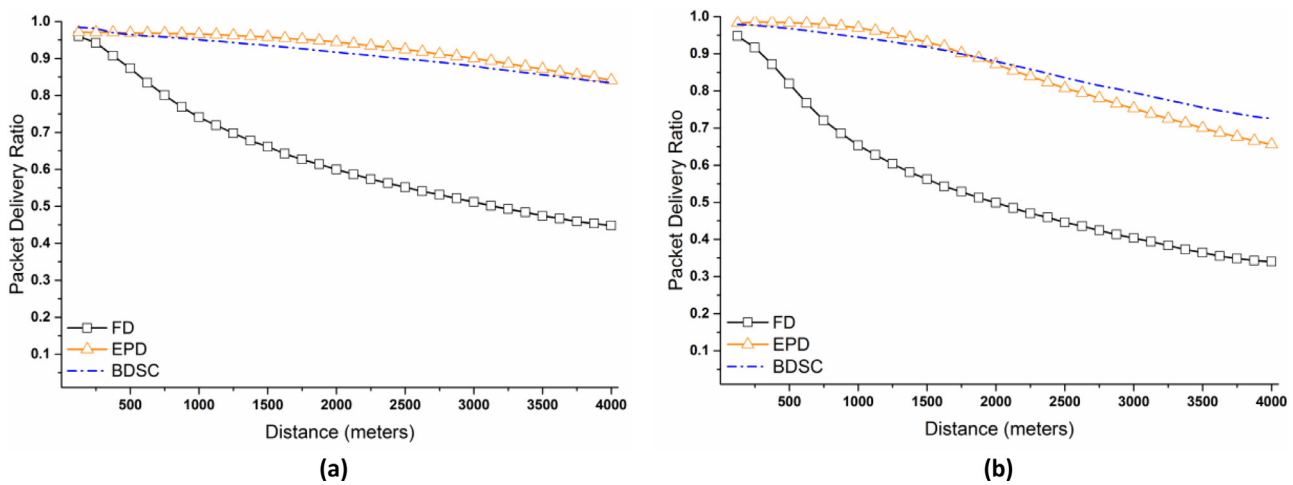 1.0
0.9
0.8
0.7
0.6
0.5
0.4
0.3
0.2
0.1
Packet Delivery Ratio
FD
EPD
BDSC
500 1000 1500 2000 2500 3000 3500 4000
Distance (meters)
(a)
1.0
0.9
0.8
0.7
0.6
0.5
0.4
0.3
0.2
0.1
Packet Delivery Ratio
FD
EPD
BDSC
500 1000 1500 2000 2500 3000 3500 4000
Distance (meters)
(b)